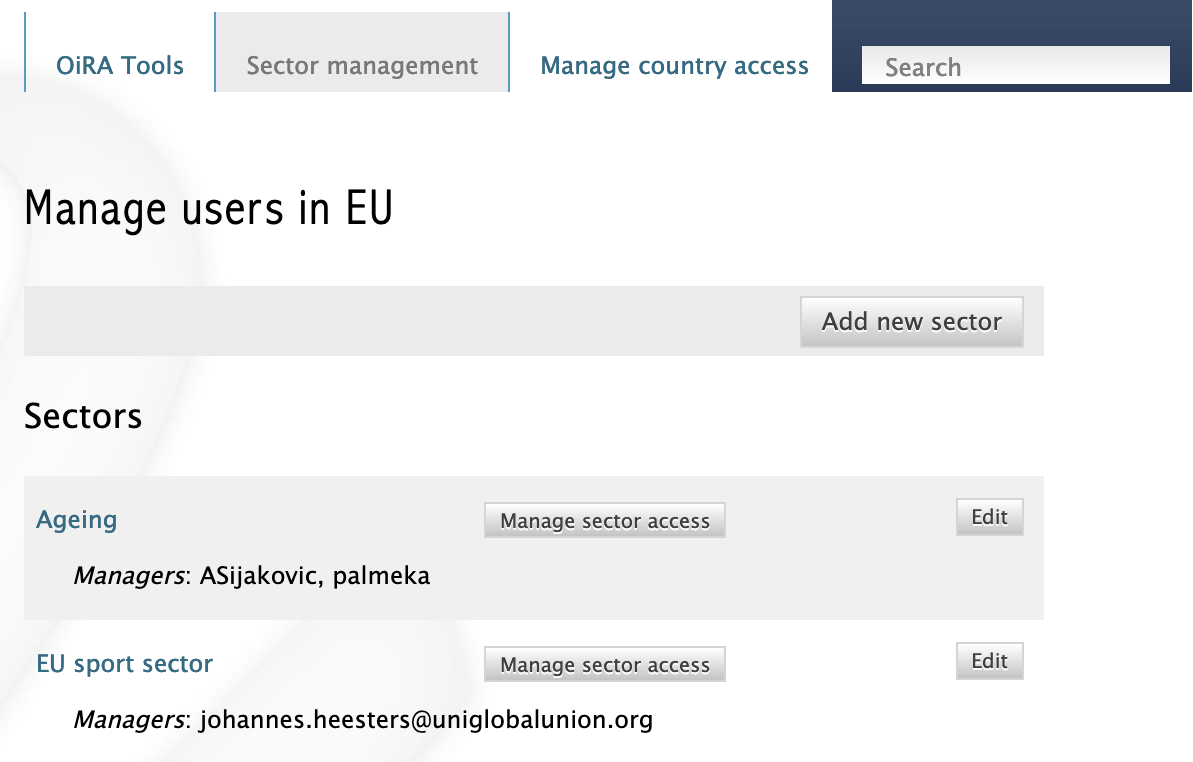 OiRA Tools Sector management Manage country access Search
Manage users in EU
Add new sector
Sectors
Ageing Manage sector access Edit
Managers: ASijakovic, palmeka
EU sport sector Manage sector access Edit
Managers: johannes.heesters@uniglobalunion.org